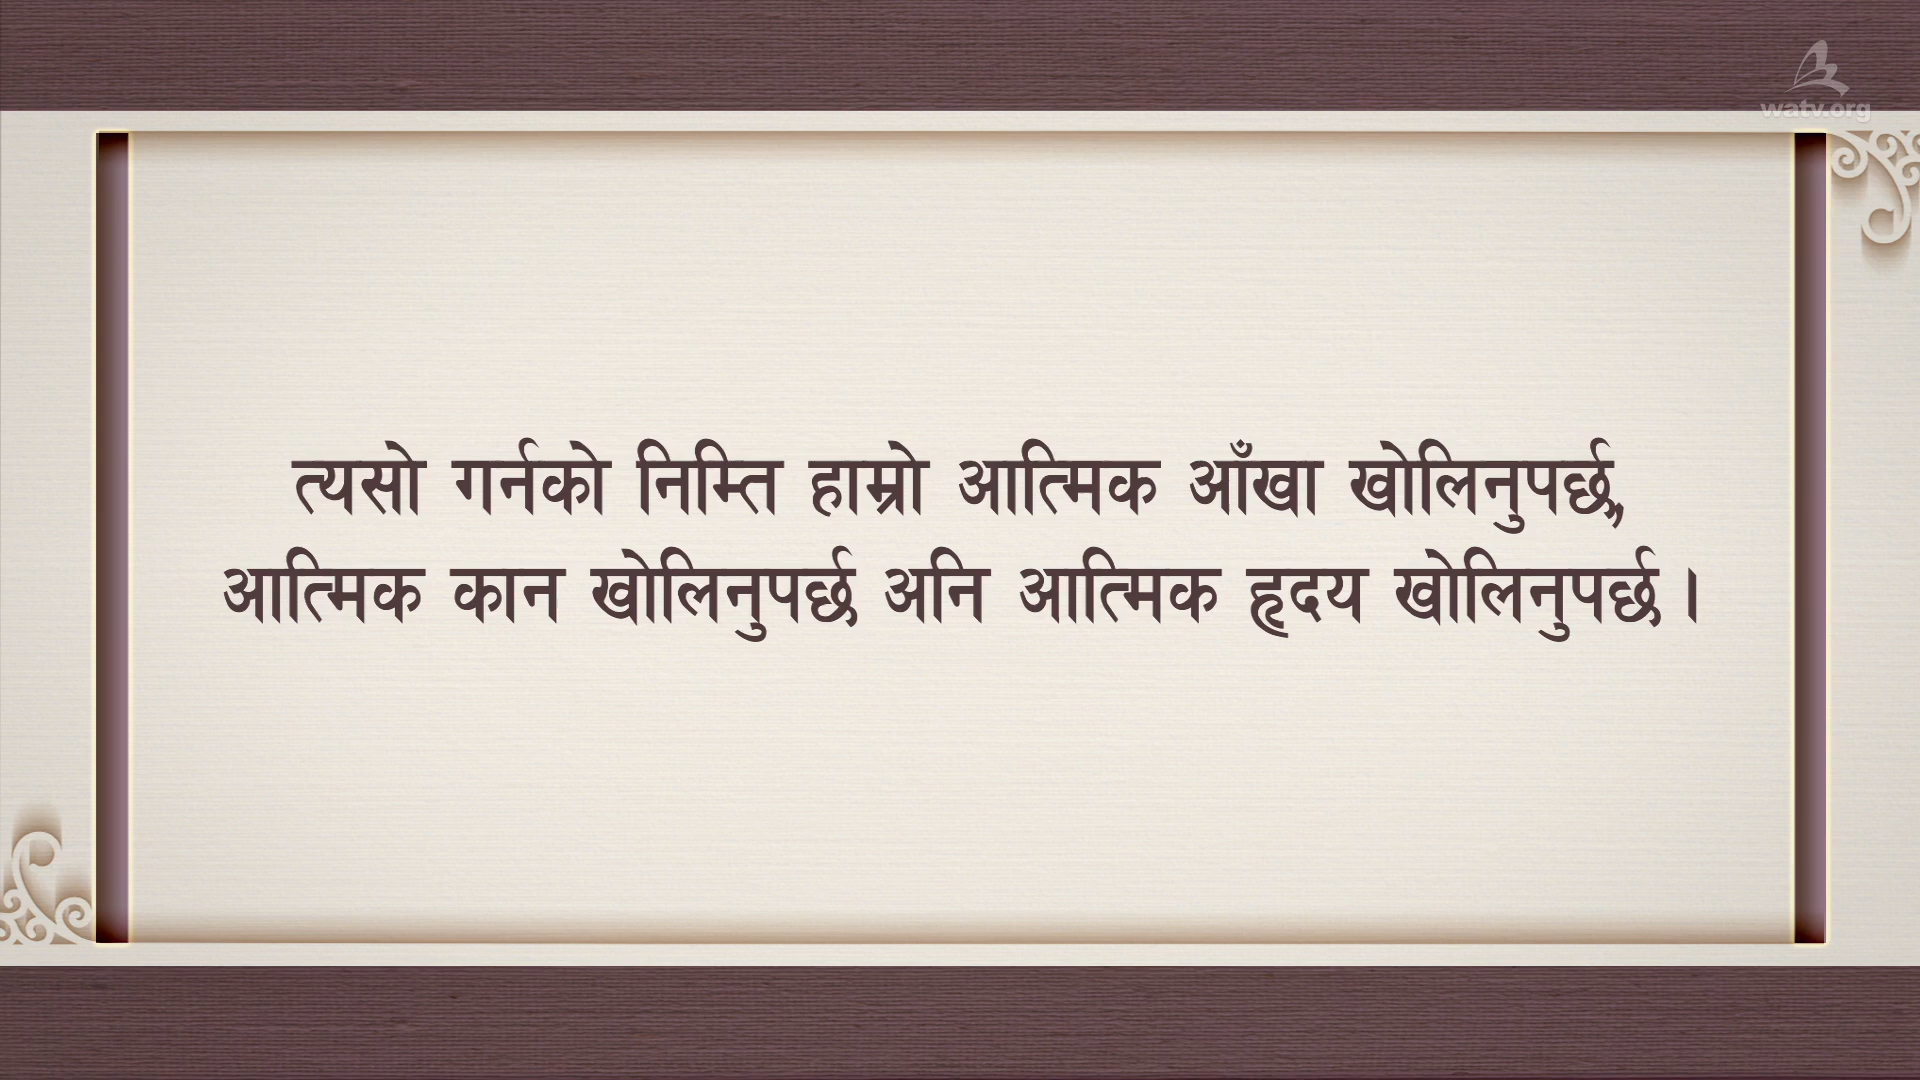 watv.org
त्यसो गर्नको निम्ति हाम्रो आत्मिक आँखा खोलिनुपर्छ,
आत्मिक कान खोलिनुपर्छ अनि आत्मिक हृदय खोलिनुपर्छ ।